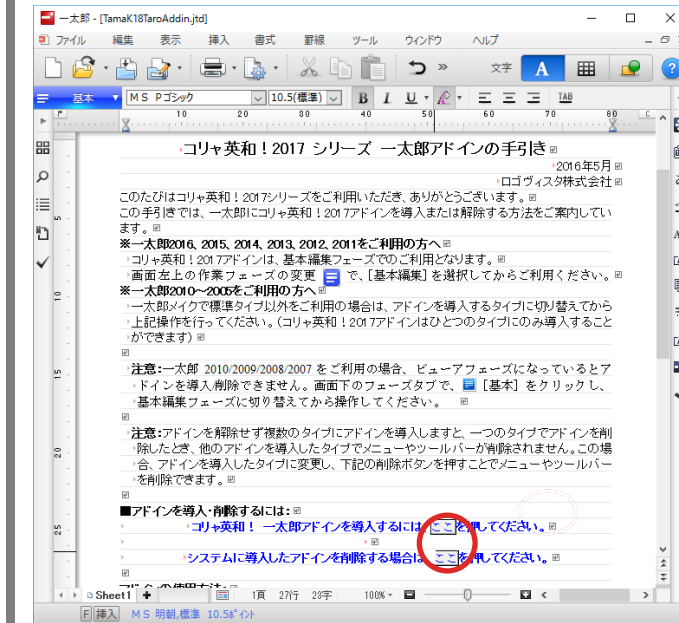 一太郎 - [TamaK18TaroAddin.jtd]
ファイル 編集 表示 挿入 書式 罫線 ツール ウィンドウ ヘルプ
文字 A
基本 MS Pゴシック 10.5(標準) B I U TAB
10 20 30 40 50 60 70 80
コリャ英和！2017 シリーズ 一太郎アドインの手引き
2016年5月
ロゴヴィスタ株式会社
このたびはコリャ英和！2017シリーズをご利用いただき、ありがとうございます。
この手引きでは、一太郎にコリャ英和！2017アドインを導入または解除する方法をご案内してい
ます。
※一太郎2016、2015、2014、2013、2012、2011をご利用の方へ
コリャ英和！2017アドインは、基本編集フェーズでのご利用となります。
画面左上の作業フェーズの変更 で、[基本編集]を選択してからご利用ください。
※一太郎2010～2005をご利用の方へ
一太郎メイクで標準タイプ以外をご利用の場合は、アドインを導入するタイプに切り替えてから
上記操作を行ってください。(コリャ英和！2017アドインはひとつのタイプにのみ導入すること
ができます)
注意:一太郎 2010/2009/2008/2007 をご利用の場合、ビューアフェーズになっているとア
ドインを導入/削除できません。画面下のフェーズタブで、 [基本] をクリックし、
基本編集フェーズに切り替えてから操作してください。
注意:アドインを解除せず複数のタイプにアドインを導入しますと、一つのタイプでアドインを削
除したとき、他のアドインを導入したタイプでメニューやツールバーが削除されません。この場
合、アドインを導入したタイプに変更し、下記の削除ボタンを押すことでメニューやツールバー
を削除できます。
■アドインを導入・削除するには:
コリャ英和！ 一太郎アドインを導入するには、ここを押してください。
システムに導入したアドインを削除する場合は、ここを押してください。
Sheet1 1頁 27行 23字 100%
F 挿入 MS 明朝,標準 10.5ﾎﾟｲﾝﾄ